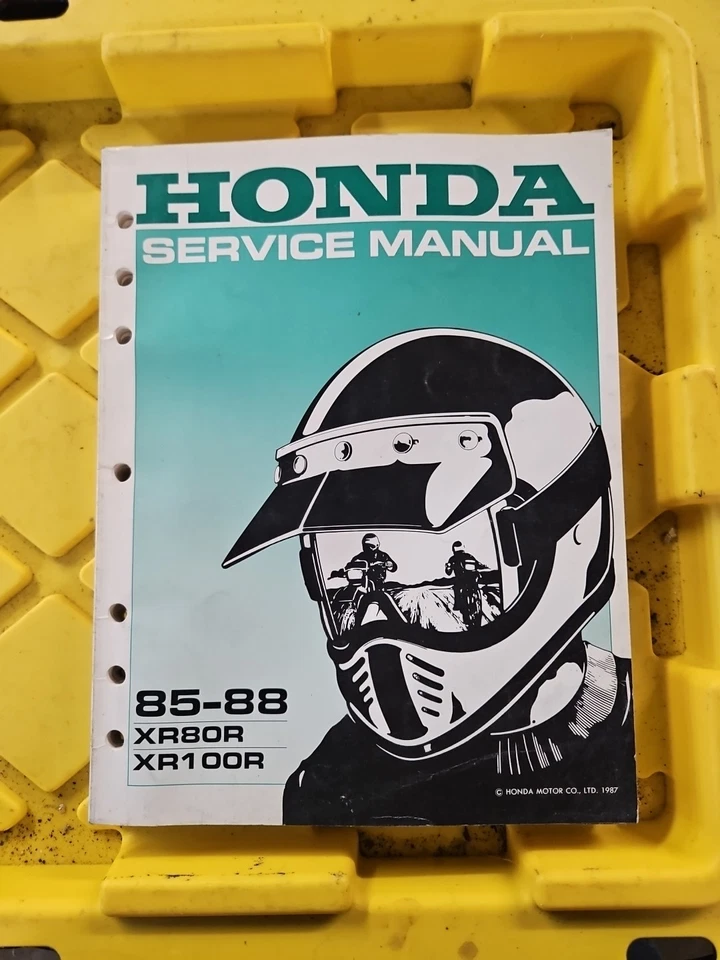 HONDA
SERVICE MANUAL
85-88
XR80R
XR100R
© HONDA MOTOR CO., LTD. 1987